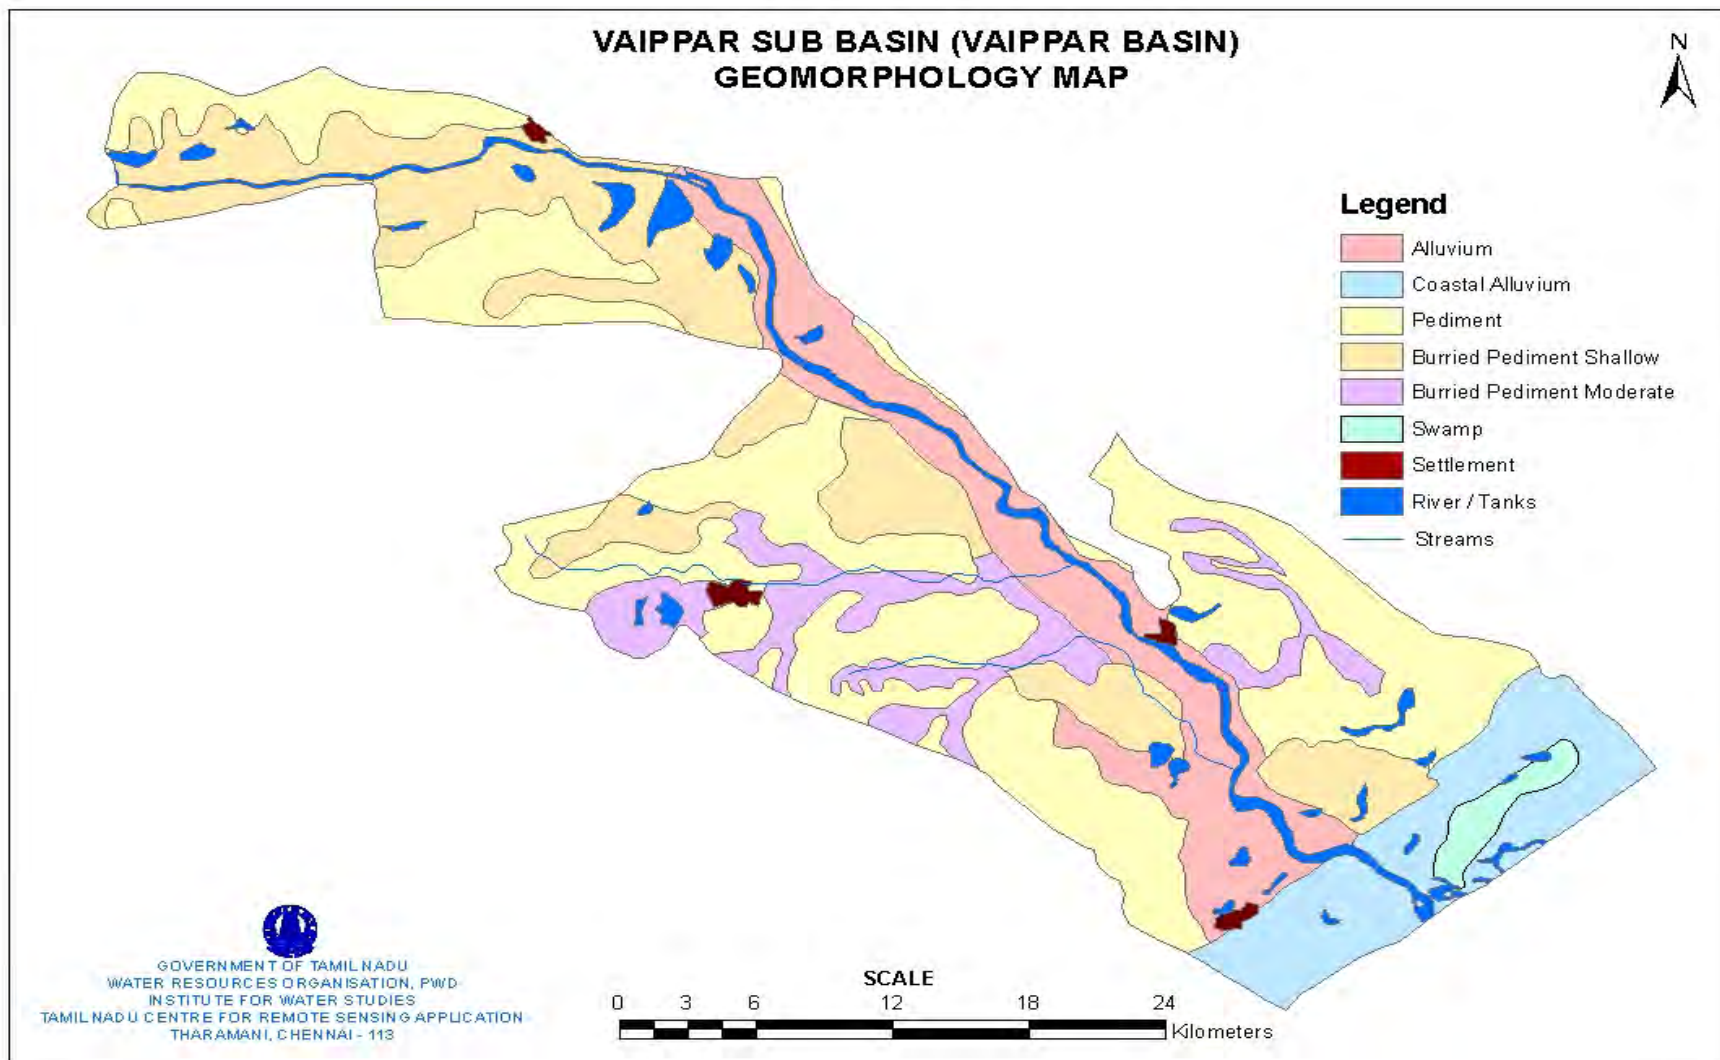 VAIPPAR SUB BASIN (VAIPPAR BASIN)
GEOMORPHOLOGY MAP
N
Legend
Alluvium
Coastal Alluvium
Pediment
Burried Pediment Shallow
Burried Pediment Moderate
Swamp
Settlement
River / Tanks
Streams
GOVERNMENT OF TAMIL NADU
WATER RESOURCES ORGANISATION, PWD
INSTITUTE FOR WATER STUDIES
TAMIL NADU CENTRE FOR REMOTE SENSING APPLICATION
THARAMANI, CHENNAI - 113
SCALE
0 3 6 12 18 24
Kilometers